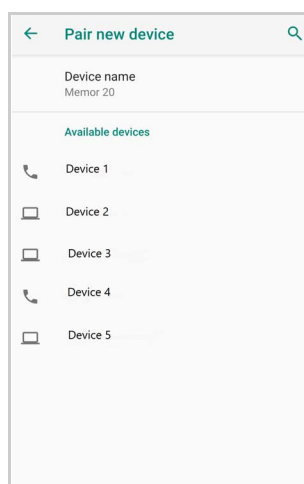 Pair new device
Device name
Memor 20
Available devices
Device 1
Device 2
Device 3
Device 4
Device 5